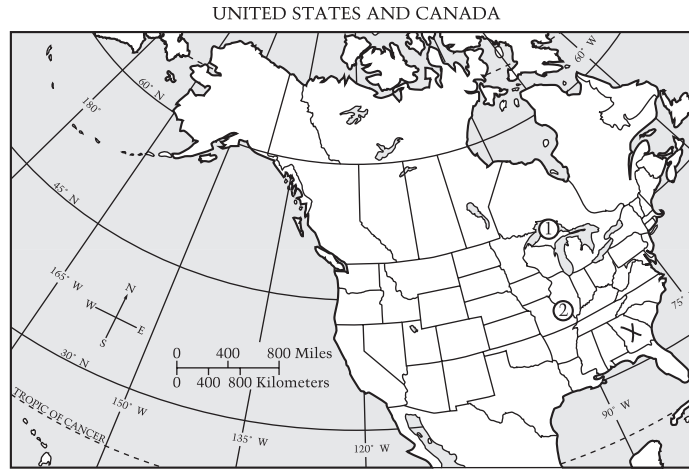 UNITED STATES AND CANADA
60° W
60° N
180°
45° N
1
165° W
W
N
S
E
2
X
75°
0 400 800 Miles
0 400 800 Kilometers
30° N
TROPIC OF CANCER
150° W
135° W
120° W
90° W